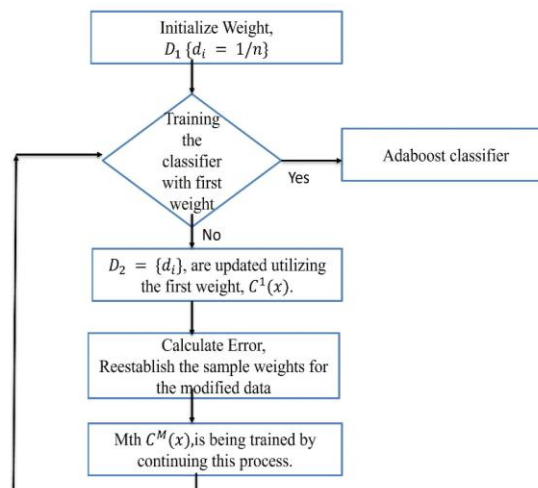 Initialize Weight,
D₁ {dᵢ = 1/n}
Training
the
classifier
with first
weight
Yes
Adaboost classifier
No
D₂ = {dᵢ}, are updated utilizing
the first weight, C¹(x).
Calculate Error,
Reestablish the sample weights for
the modified data
Mth Cᴹ(x),is being trained by
continuing this process.